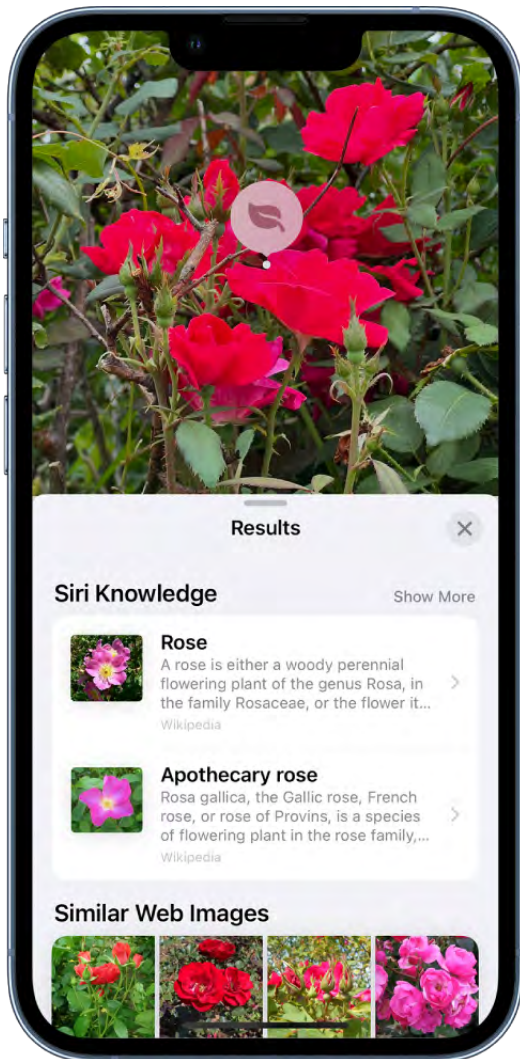 Results
Siri Knowledge
Show More
Rose
A rose is either a woody perennial
flowering plant of the genus Rosa, in
the family Rosaceae, or the flower it...
Wikipedia
Apothecary rose
Rosa gallica, the Gallic rose, French
rose, or rose of Provins, is a species
of flowering plant in the rose family,...
Wikipedia
Similar Web Images